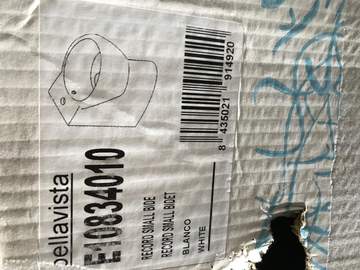 bellavista
E10834010
RECORD SMALL BIDE
RECORD SMALL BIDET
BLANCO
WHITE
8 435021 914920